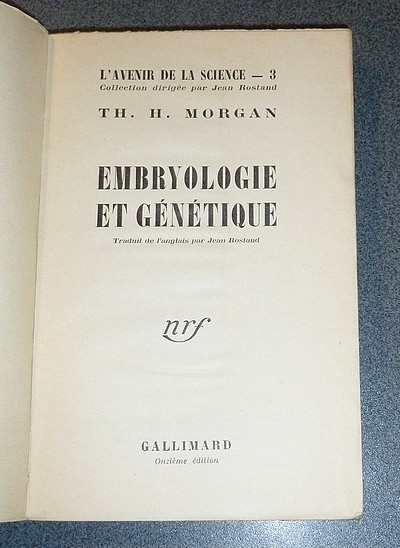 L'AVENIR DE LA SCIENCE — 3
Collection dirigée par Jean Rostand
TH. H. MORGAN
EMBRYOLOGIE
ET GÉNÉTIQUE
Traduit de l'anglais par Jean Rostand
nrf
GALLIMARD
Onzième édition